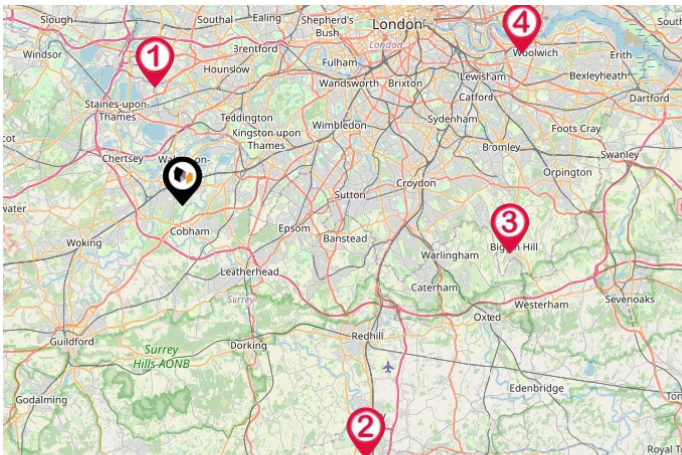 Slough
Southal
Ealing
Shepherd's
Bush
London
London
4
South
Windsor
1
Brentford
Fulham
Woolwich
Erith
Hounslow
Wandsworth
Brixton
Lewisham
Bexleyheath
Catford
Dartford
Staines-upon-
Thames
Teddington
Kingston upon
Thames
Wimbledon
Sydenham
Foots Cray
Bromley
Chertsey
Swanley
Orpington
Croydon
Sutton
water
3
Woking
Cobham
Epsom
Banstead
Warlingham
Leatherhead
Caterham
Surrey
Westerham
Sevenoaks
Oxted
Guildford
Dorking
Redhill
Surrey
Hills AONB
Edenbridge
Godalming
2
Royal T